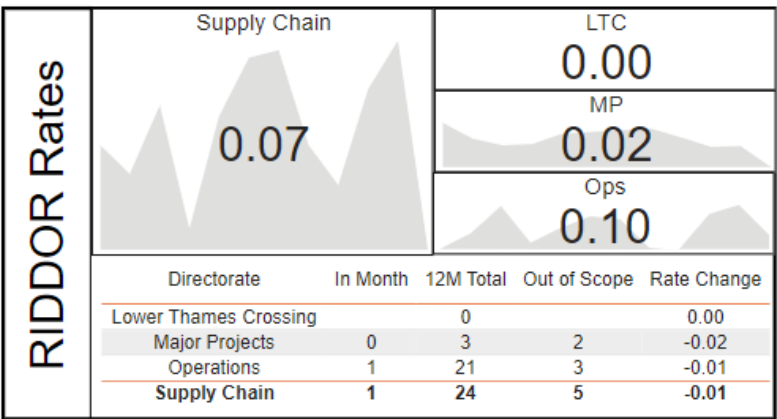 RIDDOR Rates
Supply Chain
0.07
LTC
0.00
MP
0.02
Ops
0.10
Directorate In Month 12M Total Out of Scope Rate Change
Lower Thames Crossing 0 0.00
Major Projects 0 3 2 -0.02
Operations 1 21 3 -0.01
Supply Chain 1 24 5 -0.01